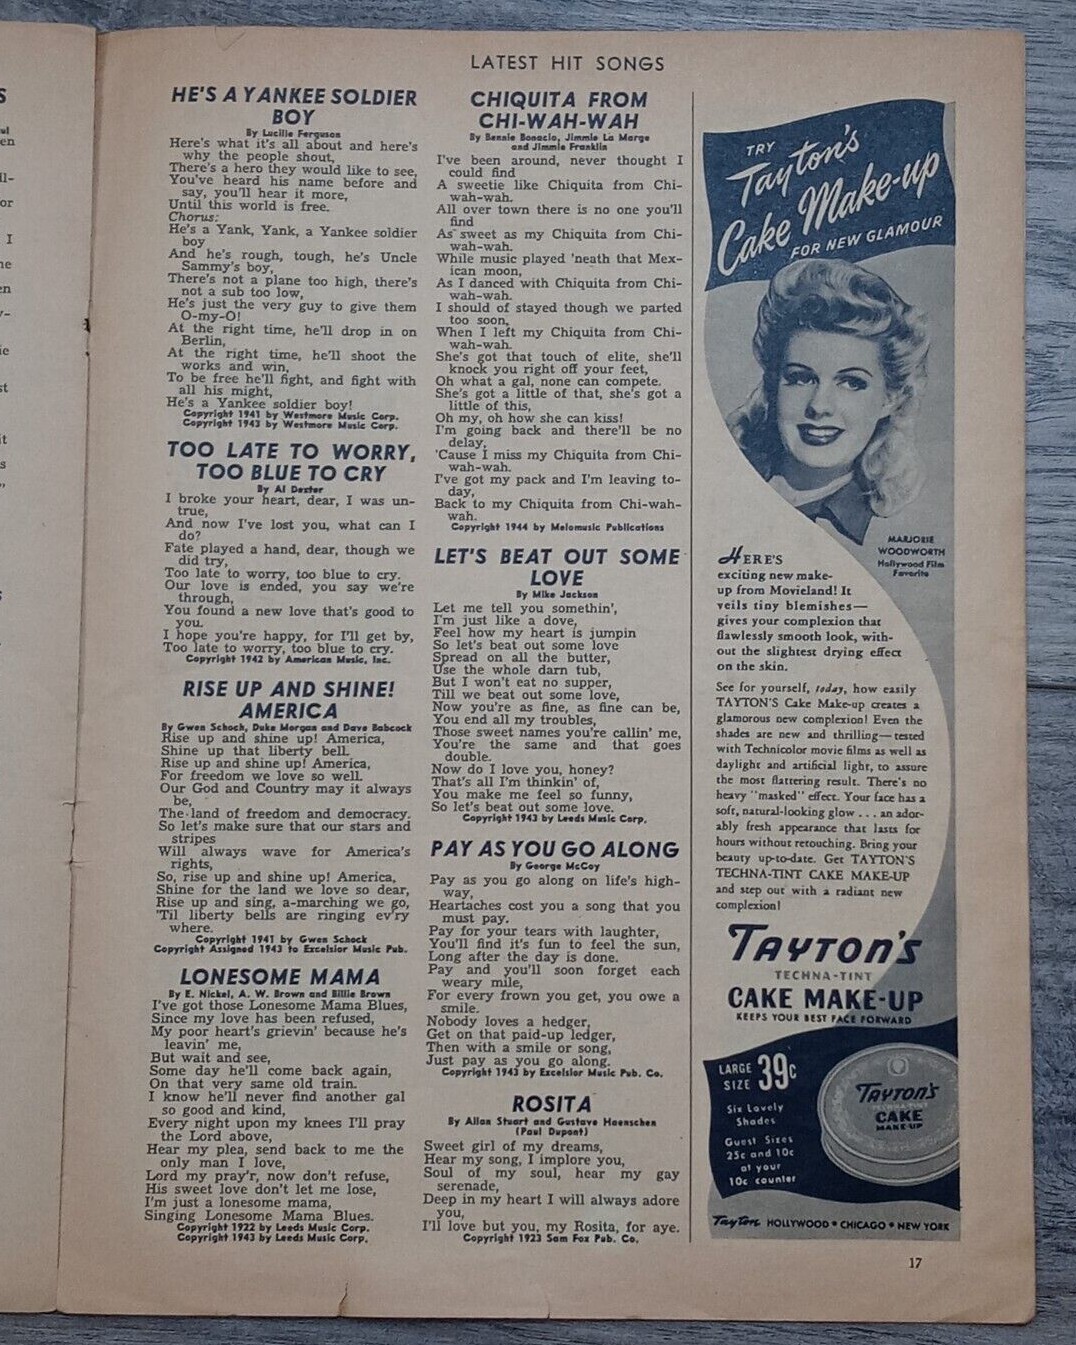 LATEST HIT SONGS
HE'S A YANKEE SOLDIER
BOY
By Lucille Ferguson
Here's what it's all about and here's
why the people shout,
There's a hero they would like to see,
You've heard his name before and
say, you'll hear it more,
Until this world is free.
Chorus:
He's a Yank, Yank, a Yankee soldier
boy
And he's rough, tough, he's Uncle
Sammy's boy,
There's not a plane too high, there's
not a sub too low,
He's just the very guy to give them
O-my-O!
At the right time, he'll drop in on
Berlin,
At the right time, he'll shoot the
works and win,
To be free he'll fight, and fight with
all his might,
He's a Yankee soldier boy!
Copyright 1941 by Westmore Music Corp.
Copyright 1943 by Westmore Music Corp.
TOO LATE TO WORRY,
TOO BLUE TO CRY
By Al Dexter
I broke your heart, dear, I was un-
true,
And now I've lost you, what can I
do?
Fate played a hand, dear, though we
did try,
Too late to worry, too blue to cry.
Our love is ended, you say we're
through,
You found a new love that's good to
you.
I hope you're happy, for I'll get by,
Too late to worry, too blue to cry.
Copyright 1942 by American Music, Inc.
RISE UP AND SHINE!
AMERICA
By Gwen Schock, Duke Morgan and Dave Babcock
Rise up and shine up! America,
Shine up that liberty bell.
Rise up and shine up! America,
For freedom we love so well.
Our God and Country may it always
be,
The land of freedom and democracy.
So let's make sure that our stars and
stripes
Will always wave for America's
rights,
So, rise up and shine up! America,
Shine for the land we love so dear,
Rise up and sing, a-marching we go,
'Til liberty bells are ringing ev'ry
where.
Copyright 1941 by Gwen Schock
Copyright Assigned 1943 to Excelsior Music Pub.
LONESOME MAMA
By E. Nickel, A. W. Brown and Billie Brown
I've got those Lonesome Mama Blues,
Since my love has been refused,
My poor heart's grievin' because he's
leavin' me,
But wait and see,
Some day he'll come back again,
On that very same old train.
I know he'll never find another gal
so good and kind,
Every night upon my knees I'll pray
the Lord above,
Hear my plea, send back to me the
only man I love,
Lord my pray'r, now don't refuse,
His sweet love don't let me lose,
I'm just a lonesome mama,
Singing Lonesome Mama Blues.
Copyright 1922 by Leeds Music Corp.
Copyright 1943 by Leeds Music Corp.
CHIQUITA FROM
CHI-WAH-WAH
By Bennie Bonacio, Jimmie La Marge
and Jimmie Franklin
I've been around, never thought I
could find
A sweetie like Chiquita from Chi-
wah-wah.
All over town there is no one you'll
find
As sweet as my Chiquita from Chi-
wah-wah.
While music played 'neath that Mex-
ican moon,
As I danced with Chiquita from Chi-
wah-wah.
I should of stayed though we parted
too soon,
When I left my Chiquita from Chi-
wah-wah.
She's got that touch of elite, she'll
knock you right off your feet,
Oh what a gal, none can compete.
She's got a little of that, she's got a
little of this,
Oh my, oh how she can kiss!
I'm going back and there'll be no
delay,
'Cause I miss my Chiquita from Chi-
wah-wah.
I've got my pack and I'm leaving to-
day,
Back to my Chiquita from Chi-wah-
wah.
Copyright 1944 by Melomusic Publications
LET'S BEAT OUT SOME
LOVE
By Mike Jackson
Let me tell you somethin',
I'm just like a dove,
Feel how my heart is jumpin
So let's beat out some love
Spread on all the butter,
Use the whole darn tub,
But I won't eat no supper,
Till we beat out some love,
Now you're as fine, as fine can be,
You end all my troubles,
Those sweet names you're callin' me,
You're the same and that goes
double.
Now do I love you, honey?
That's all I'm thinkin' of,
You make me feel so funny,
So let's beat out some love.
Copyright 1943 by Leeds Music Corp.
PAY AS YOU GO ALONG
By George McCoy
Pay as you go along on life's high-
way,
Heartaches cost you a song that you
must pay.
Pay for your tears with laughter,
You'll find it's fun to feel the sun,
Long after the day is done.
Pay and you'll soon forget each
weary mile,
For every frown you get, you owe a
smile.
Nobody loves a hedger,
Get on that paid-up ledger,
Then with a smile or song,
Just pay as you go along.
Copyright 1943 by Excelsior Music Pub. Co.
ROSITA
By Allan Stuart and Gustave Haenschen
(Paul Dupont)
Sweet girl of my dreams,
Hear my song, I implore you,
Soul of my soul, hear my gay
serenade,
Deep in my heart I will always adore
you,
I'll love but you, my Rosita, for aye.
Copyright 1923 Sam Fox Pub. Co.
TRY
Tayton's
Cake Make-up
FOR NEW GLAMOUR
MARJORIE
WOODWORTH
Hollywood Film
Favorite
HERE'S
exciting new make-
up from Movieland! It
veils tiny blemishes—
gives your complexion that
flawlessly smooth look, with-
out the slightest drying effect
on the skin.
See for yourself, today, how easily
TAYTON'S Cake Make-up creates a
glamorous new complexion! Even the
shades are new and thrilling—tested
with Technicolor movie films as well as
daylight and artificial light, to assure
the most flattering result. There's no
heavy "masked" effect. Your face has a
soft, natural-looking glow . . . an ador-
ably fresh appearance that lasts for
hours without retouching. Bring your
beauty up-to-date. Get TAYTON'S
TECHNA-TINT CAKE MAKE-UP
and step out with a radiant new
complexion!
TAYTON'S
TECHNA-TINT
CAKE MAKE-UP
KEEPS YOUR BEST FACE FORWARD
LARGE
SIZE 39c
Six Lovely
Shades
Guest Sizes
25c and 10c
at your
10c counter
TAYTON'S
TECHNA-TINT
CAKE
MAKE-UP
Tayton HOLLYWOOD • CHICAGO • NEW YORK
17